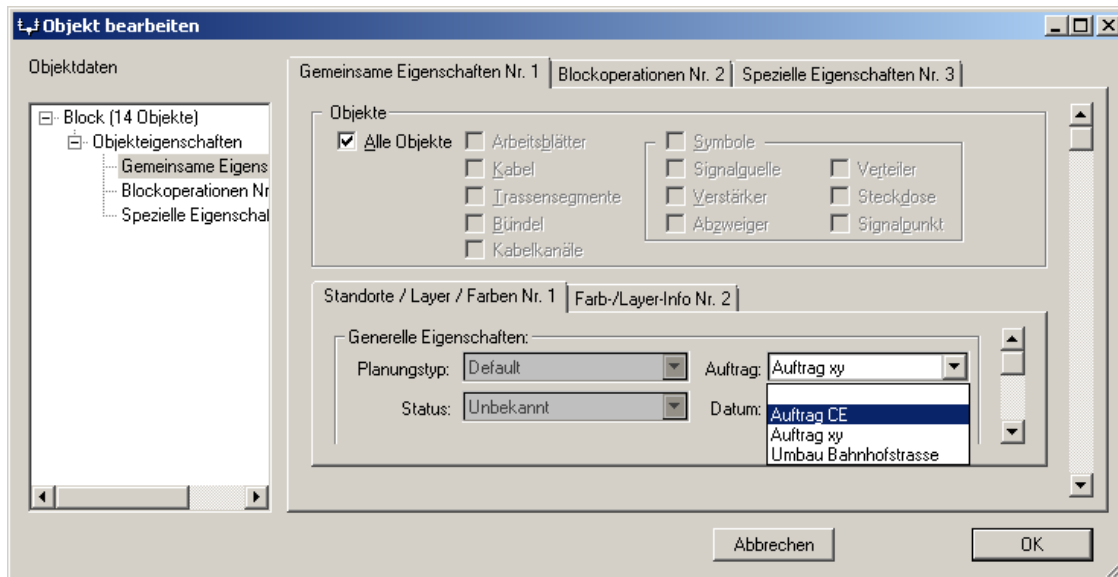 Objekt bearbeiten
Objektdaten
Gemeinsame Eigenschaften Nr. 1 Blockoperationen Nr. 2 Spezielle Eigenschaften Nr. 3
Block (14 Objekte)
Objekteigenschaften
Gemeinsame Eigens
Blockoperationen Nr
Spezielle Eigenschal
Objekte
Alle Objekte Arbeitsblätter Symbole
Kabel Signalquelle Verteiler
Trassensegmente Verstärker Steckdose
Bündel Abzweiger Signalpunkt
Kabelkanäle
Standorte / Layer / Farben Nr. 1 Farb-/Layer-Info Nr. 2
Generelle Eigenschaften:
Planungstyp: Default Auftrag: Auftrag xy
Status: Unbekannt Datum:
Auftrag CE
Auftrag xy
Umbau Bahnhofstrasse
Abbrechen OK